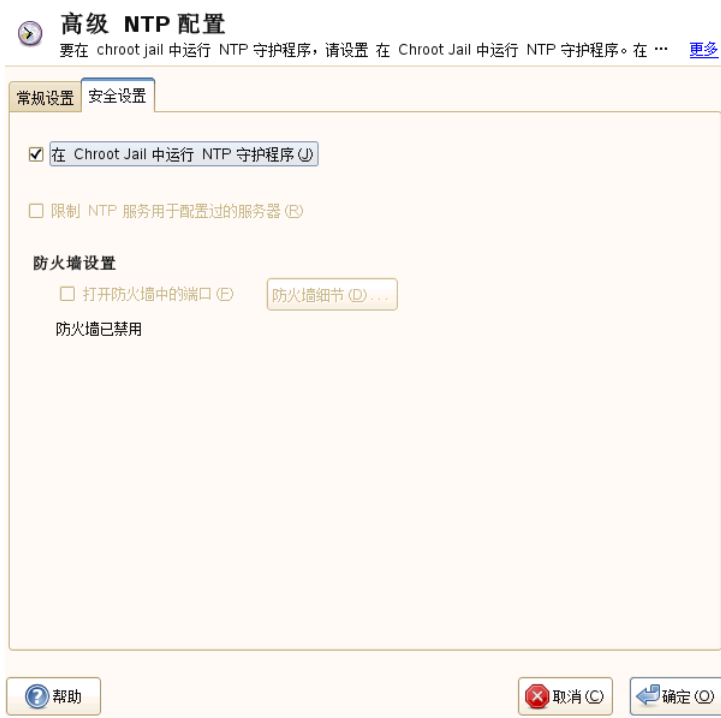 高级 NTP 配置
要在 chroot jail 中运行 NTP 守护程序，请设置 在 Chroot Jail 中运行 NTP 守护程序。在 … 更多
常规设置 安全设置
在 Chroot Jail 中运行 NTP 守护程序(J)
限制 NTP 服务用于配置过的服务器(R)
防火墙设置
打开防火墙中的端口(F) 防火墙细节(D)...
防火墙已禁用
帮助 取消(C) 确定(O)